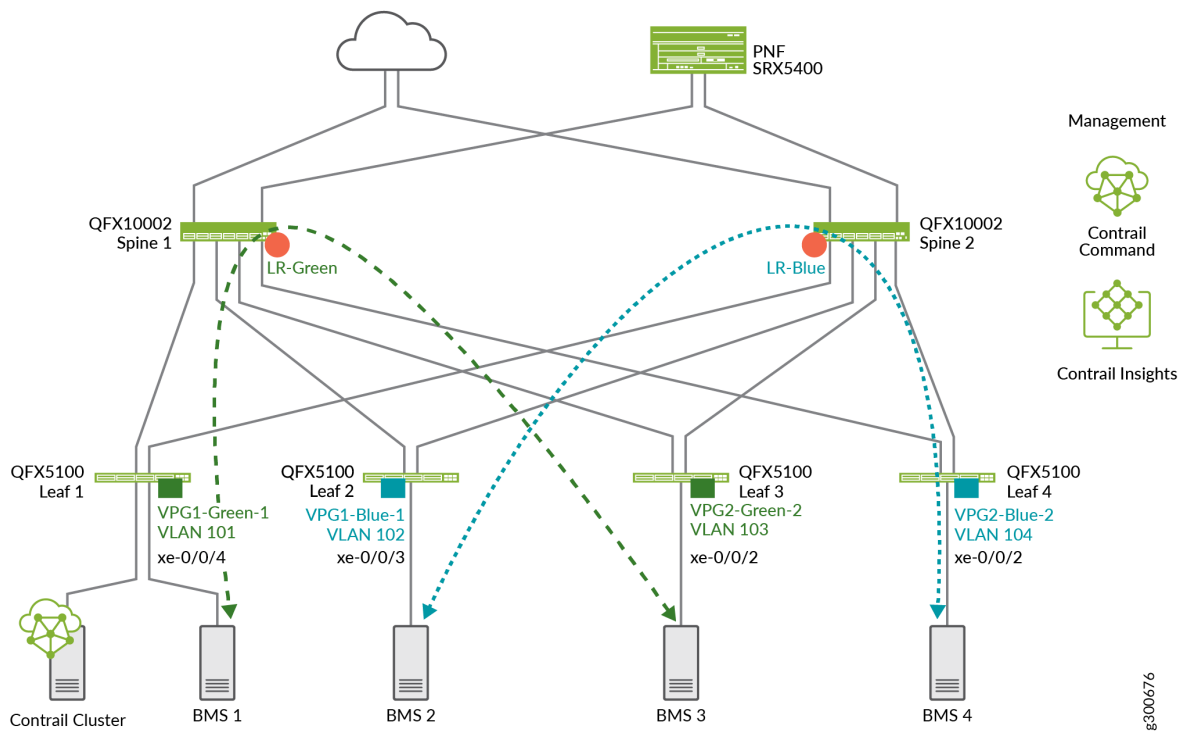 PNF
SRX5400
Management
Contrail
Command
Contrail Insights
QFX10002
Spine 1
LR-Green
LR-Blue
QFX10002
Spine 2
QFX5100
Leaf 1
VPG1-Green-1
VLAN 101
xe-0/0/4
QFX5100
Leaf 2
VPG1-Blue-1
VLAN 102
xe-0/0/3
QFX5100
Leaf 3
VPG2-Green-2
VLAN 103
xe-0/0/2
QFX5100
Leaf 4
VPG2-Blue-2
VLAN 104
xe-0/0/2
Contrail Cluster
BMS 1
BMS 2
BMS 3
BMS 4
g300676